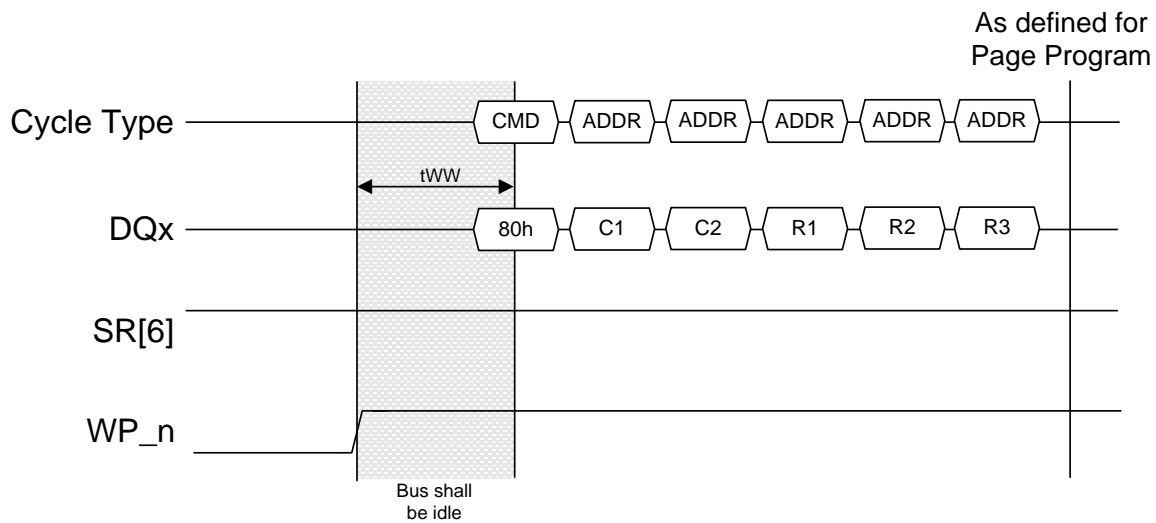 As defined for
Page Program
Cycle Type CMD ADDR ADDR ADDR ADDR ADDR
tWW
DQx 80h C1 C2 R1 R2 R3
SR[6]
WP_n
Bus shall
be idle